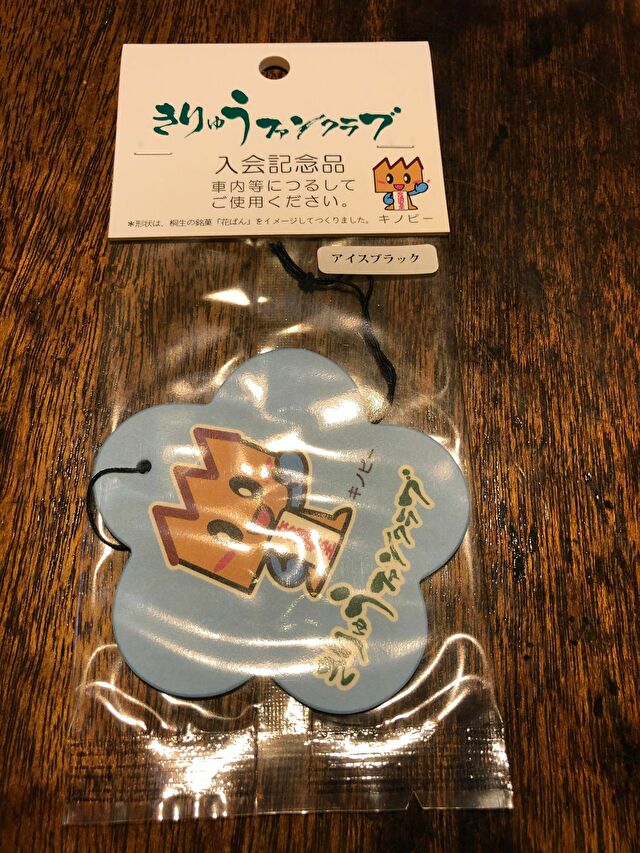 きりゅうファンクラブ
入会記念品
車内等につるして
ご使用ください。
*形状は、桐生の銘菓「花ぱん」をイメージしてつくりました。
キノピー
アイスブラック
キノピー
きりゅうファンクラブ